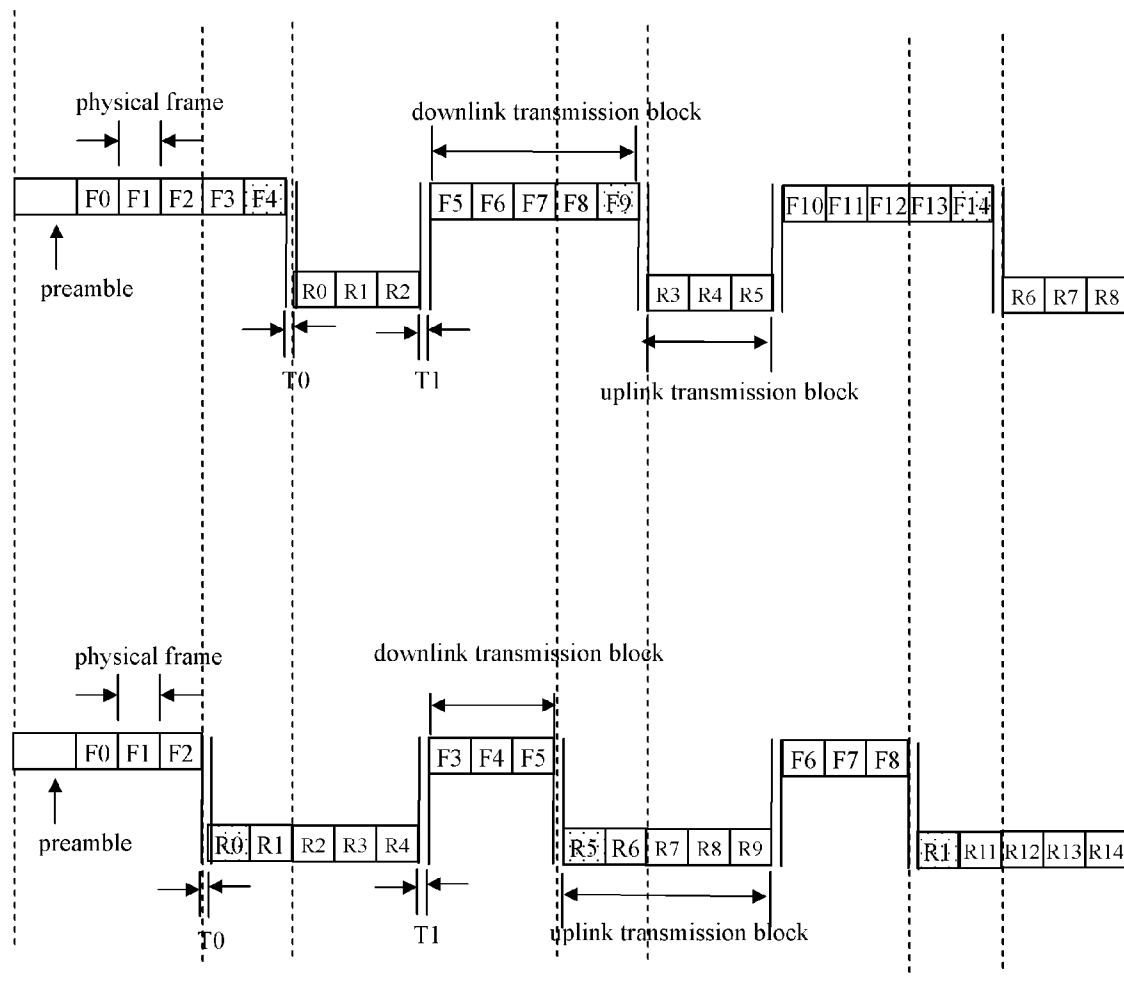 physical frame
downlink transmission block
F0 F1 F2 F3 F4
F5 F6 F7 F8 F9
F10 F11 F12 F13 F14
preamble
R0 R1 R2
R3 R4 R5
R6 R7 R8
T0
T1
uplink transmission block
physical frame
downlink transmission block
F0 F1 F2
F3 F4 F5
F6 F7 F8
preamble
R0 R1 R2 R3 R4
R5 R6 R7 R8 R9
R1 R11 R12 R13 R14
T0
T1
uplink transmission block